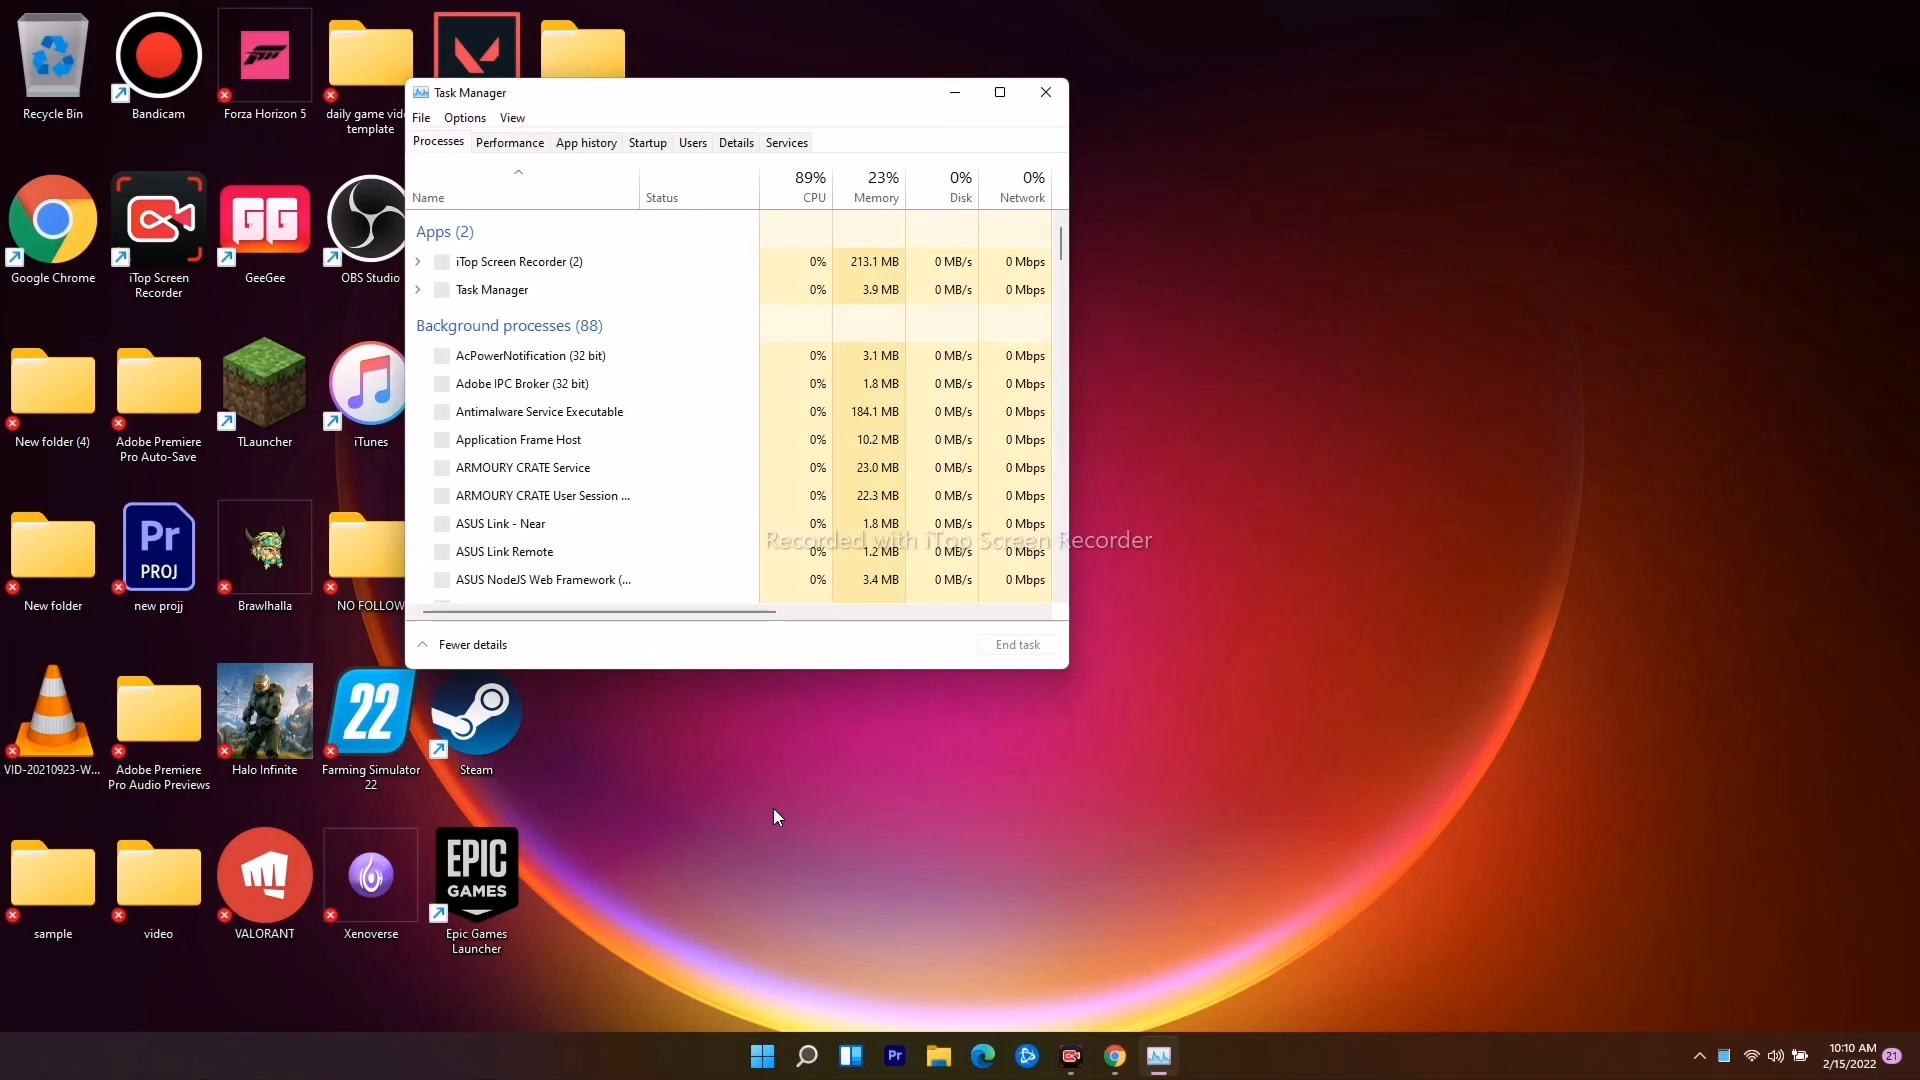 Recycle Bin
Bandicam
Forza Horizon 5
daily game vid
template
Google Chrome
iTop Screen
Recorder
GeeGee
OBS Studio
New folder (4)
Adobe Premiere
Pro Auto-Save
TLauncher
iTunes
New folder
Pr
PROJ
new projj
Brawlhalla
NO FOLLOW
VID-20210923-W...
Adobe Premiere
Pro Audio Previews
Halo Infinite
22
Farming Simulator
22
Steam
sample
video
VALORANT
Xenoverse
EPIC
GAMES
Epic Games
Launcher
Task Manager
File Options View
Processes Performance App history Startup Users Details Services
89% 23% 0% 0%
Name Status CPU Memory Disk Network
Apps (2)
iTop Screen Recorder (2) 0% 213.1 MB 0 MB/s 0 Mbps
Task Manager 0% 3.9 MB 0 MB/s 0 Mbps
Background processes (88)
AcPowerNotification (32 bit) 0% 3.1 MB 0 MB/s 0 Mbps
Adobe IPC Broker (32 bit) 0% 1.8 MB 0 MB/s 0 Mbps
Antimalware Service Executable 0% 184.1 MB 0 MB/s 0 Mbps
Application Frame Host 0% 10.2 MB 0 MB/s 0 Mbps
ARMOURY CRATE Service 0% 23.0 MB 0 MB/s 0 Mbps
ARMOURY CRATE User Session ... 0% 22.3 MB 0 MB/s 0 Mbps
ASUS Link - Near 0% 1.8 MB 0 MB/s 0 Mbps
Recorded with iTop Screen Recorder
ASUS Link Remote 0% 1.2 MB 0 MB/s 0 Mbps
ASUS NodeJS Web Framework (... 0% 3.4 MB 0 MB/s 0 Mbps
Fewer details End task
Pr
10:10 AM
2/15/2022
21